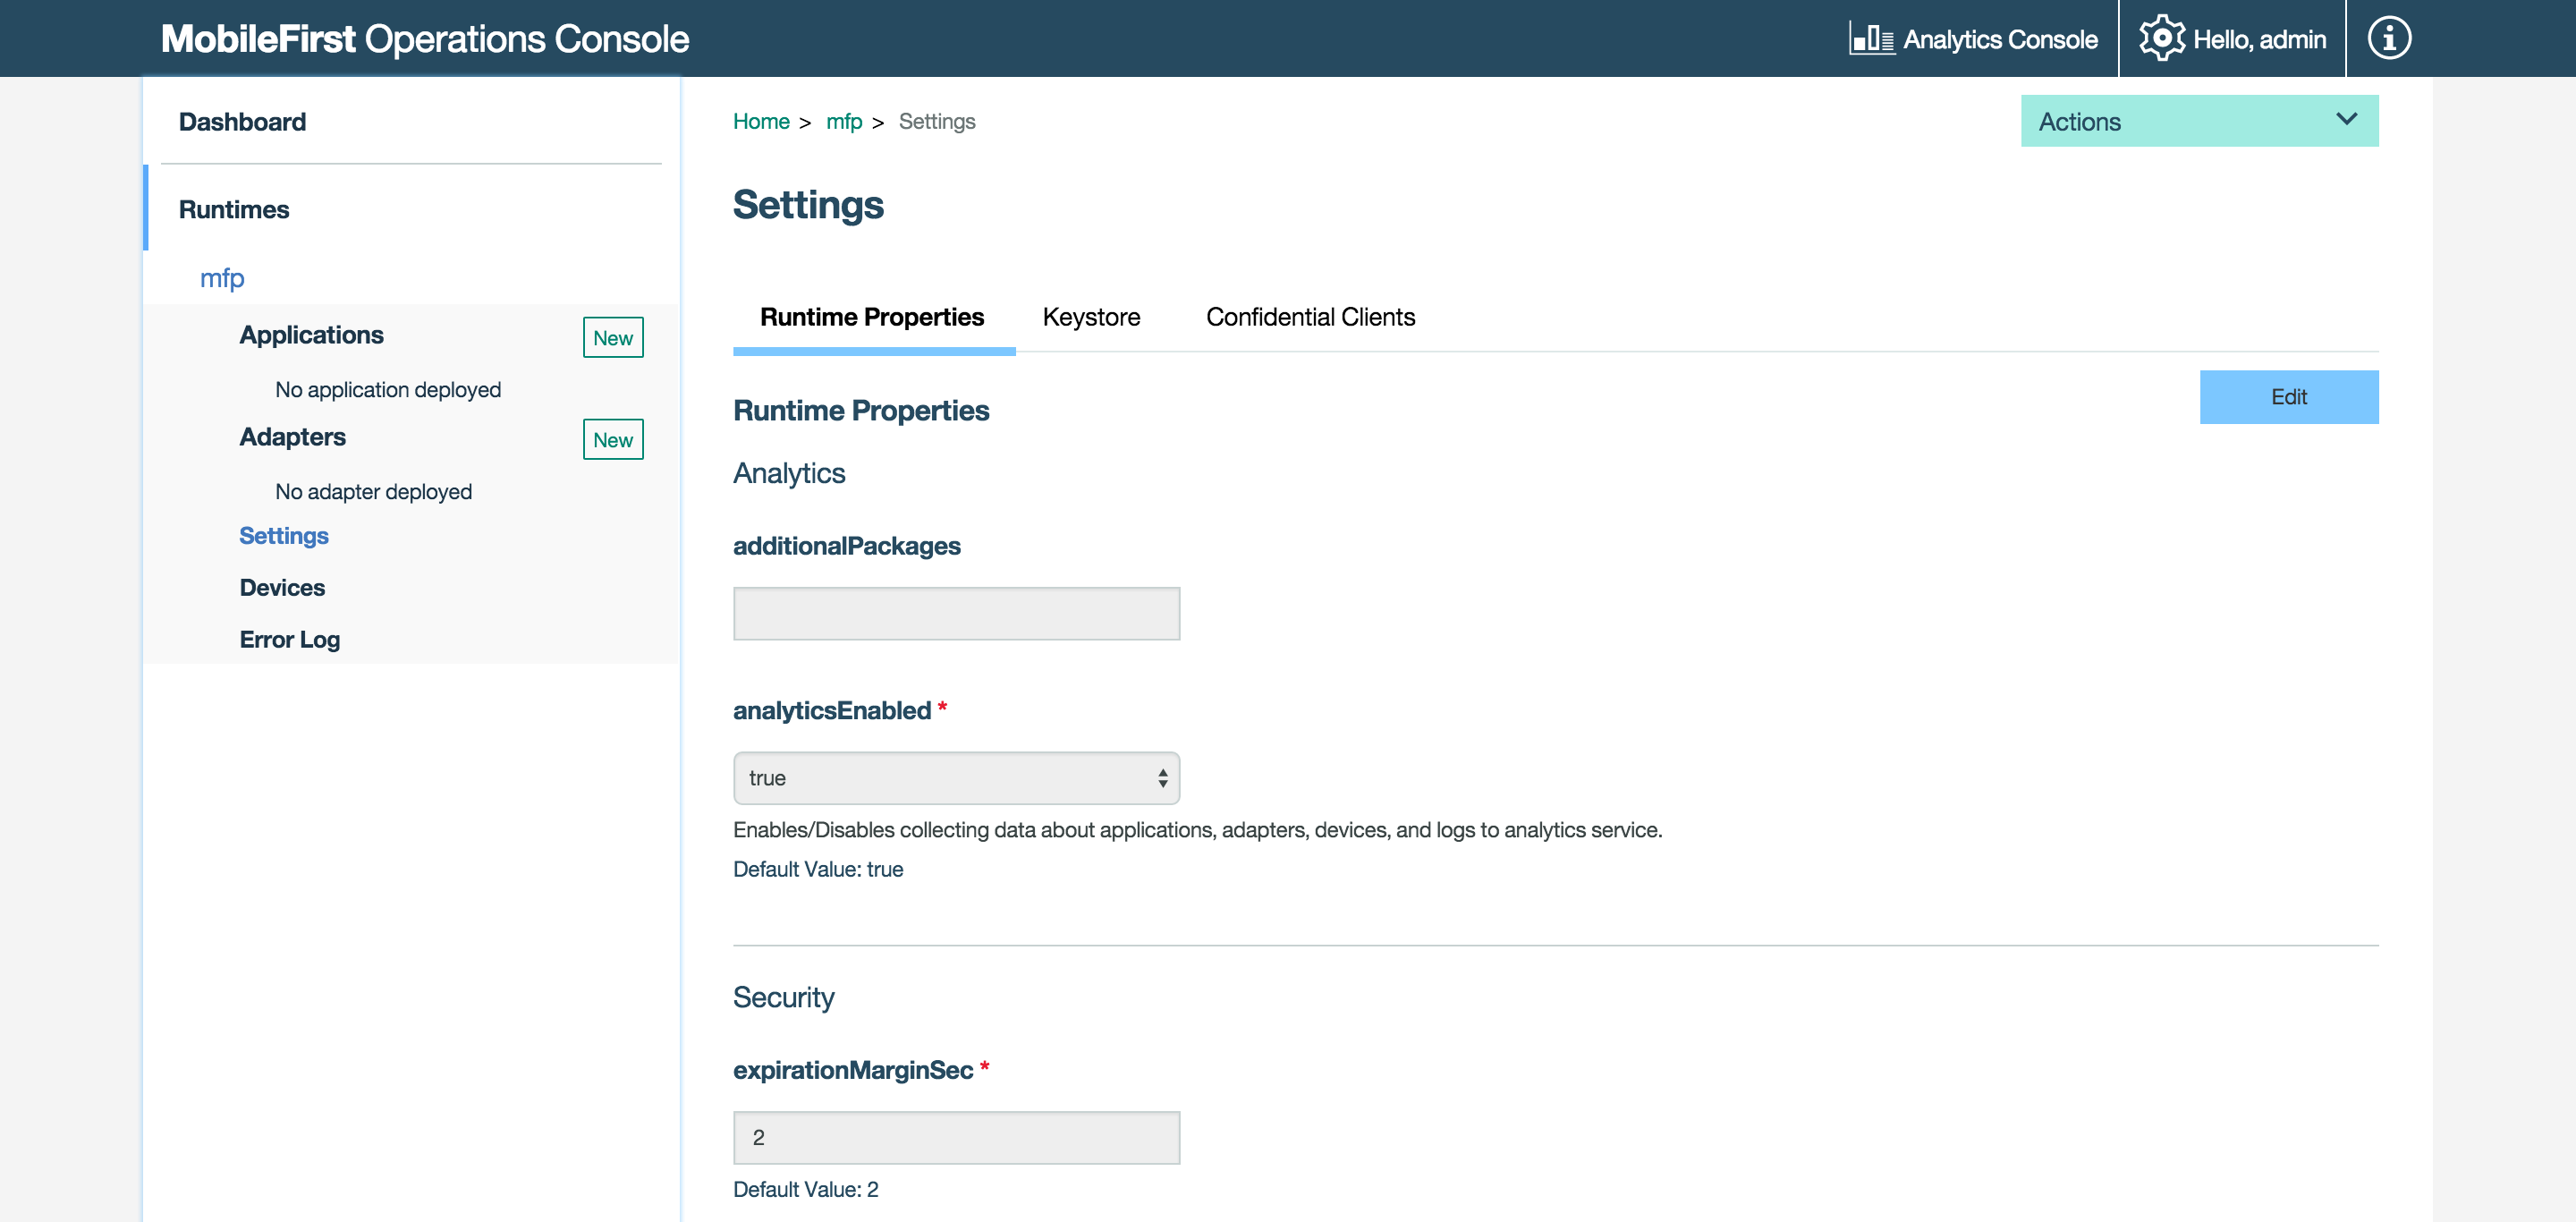 MobileFirst Operations Console
Analytics Console
Hello, admin
Dashboard
Runtimes
mfp
Applications
New
No application deployed
Adapters
New
No adapter deployed
Settings
Devices
Error Log
Home > mfp > Settings
Actions
Settings
Runtime Properties
Keystore
Confidential Clients
Runtime Properties
Edit
Analytics
additionalPackages
analyticsEnabled *
true
Enables/Disables collecting data about applications, adapters, devices, and logs to analytics service.
Default Value: true
Security
expirationMarginSec *
2
Default Value: 2